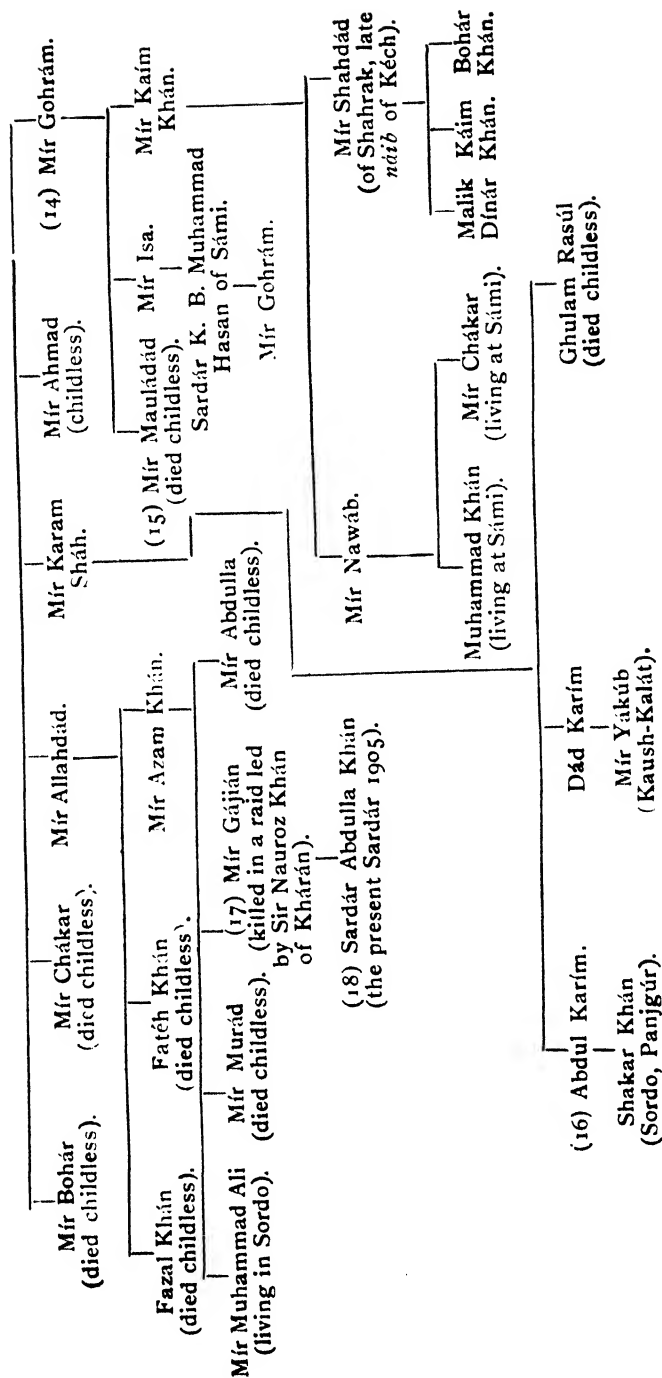 Mír Bohár
(died childless).
Mír Chákar
(died childless).
Mír Allahdád.
Mír Karam
Sháh.
Mír Ahmad
(childless).
(14) Mír Gohrám.
Fazal Khán
(died childless).
Fatéh Khán
(died childless).
Mír Azam Khán.
(15) Mír Mauládád
(died childless).
Mír Isa.
Mír Kaím
Khán.
Sardár K. B. Muhammad
Hasan of Sámi.
Mír Gohrám.
Mír Muhammad Ali
(living in Sordo).
Mír Murád
(died childless).
(17) Mír Gájián
(killed in a raid led
by Sir Nauroz Khán
of Khárán).
Mír Abdulla
(died childless).
(18) Sardár Abdulla Khán
(the present Sardár 1905).
Mír Nawáb.
Mír Shahdád
(of Shahrak, late
náib of Kéch).
Muhammad Khán
(living at Sámi).
Mír Chákar
(living at Sámi).
Malik
Dínár
Káim
Khán.
Bohár
Khán.
(16) Abdul Karím.
Dád Karím
Ghulam Rasúl
(died childless).
Shakar Khán
(Sordo, Panjgúr).
Mír Yákúb
(Kaush-Kalát).